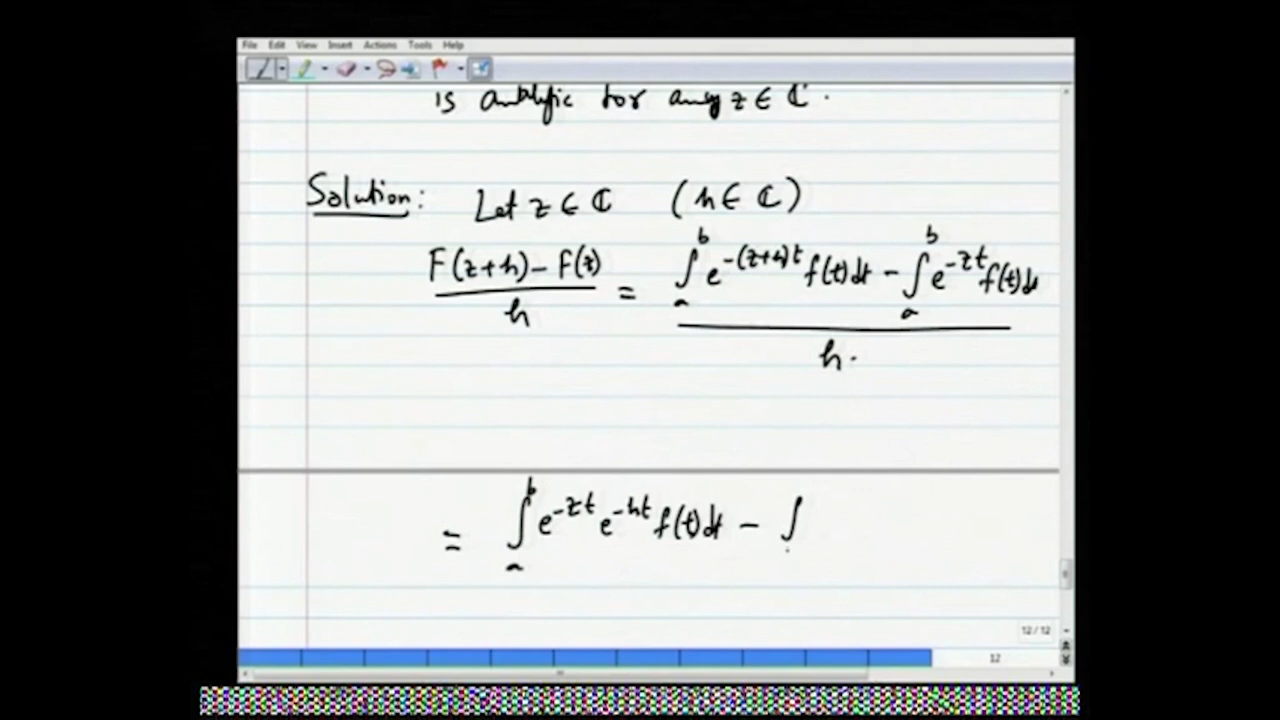 File Edit View Insert Actions Tools Help
is analytic for any z ∈ ℂ.
Solution: Let z ∈ ℂ (h ∈ ℂ)
F(z+h) − F(z) / h = ∫_a^b e^{-(z+h)t} f(t)dt − ∫_a^b e^{-zt} f(t)dt / h.
= ∫_a^b e^{-zt} e^{-ht} f(t)dt − ∫
12/12
12